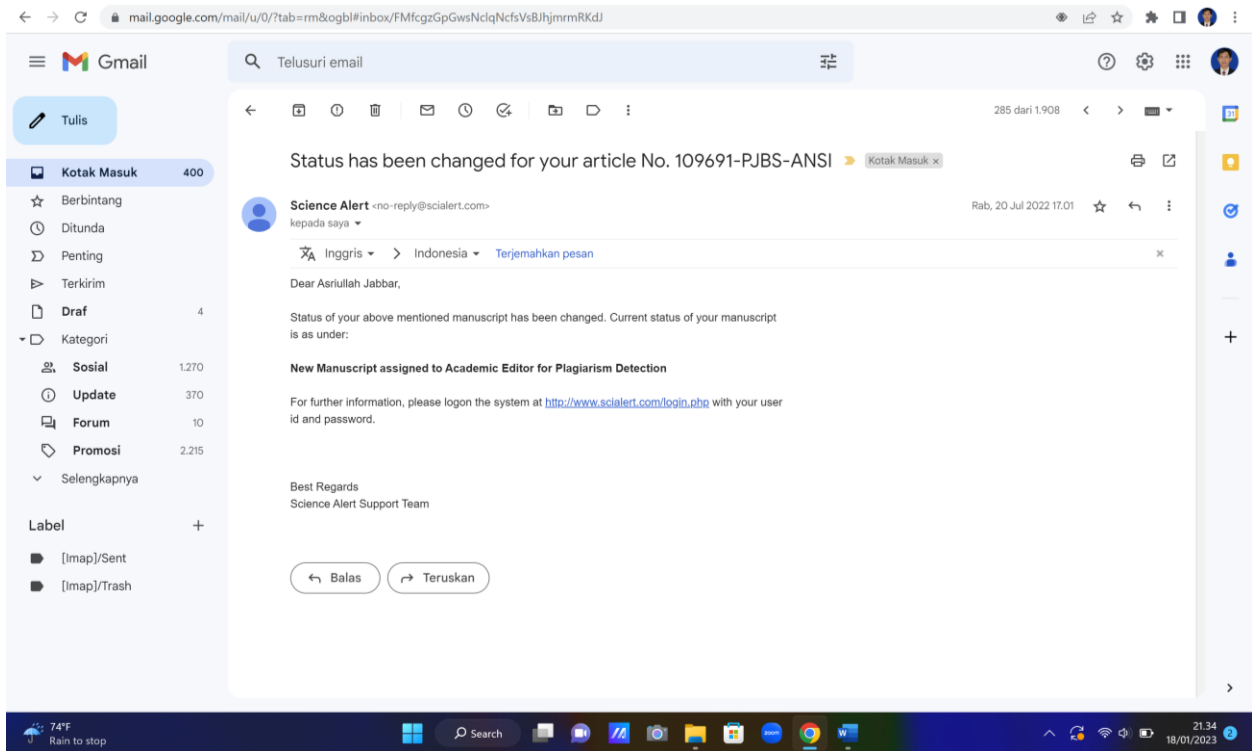 mail.google.com/mail/u/0/?tab=rm&ogbl#inbox/FMfcgzGpGwsNclqNcfsVsBJhjmrmRKdJ
Gmail
Telusuri email
Tulis
285 dari 1.908
31
Status has been changed for your article No. 109691-PJBS-ANSI
Kotak Masuk ×
Kotak Masuk 400
Berbintang
Ditunda
Penting
Terkirim
Draf 4
Kategori
Sosial 1.270
Update 370
Forum 10
Promosi 2.215
Selengkapnya
Label +
[Imap]/Sent
[Imap]/Trash
Science Alert <no-reply@scialert.com>
Rab, 20 Jul 2022 17.01
kepada saya
Inggris > Indonesia Terjemahkan pesan ×
Dear Asriullah Jabbar,
Status of your above mentioned manuscript has been changed. Current status of your manuscript
is as under:
New Manuscript assigned to Academic Editor for Plagiarism Detection
For further information, please logon the system at http://www.scialert.com/login.php with your user
id and password.
Best Regards
Science Alert Support Team
Balas
Teruskan
74°F
Rain to stop
Search
zoom
W
21.34
18/01/2023
2